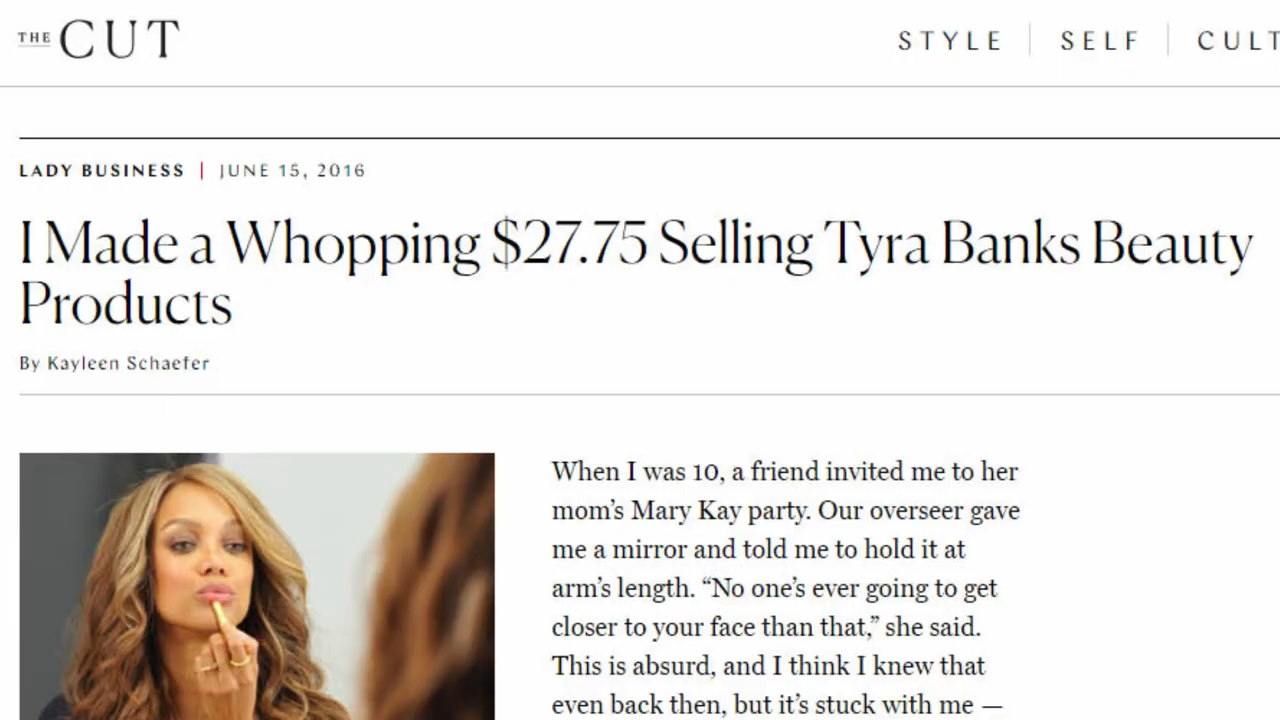 THE CUT
STYLE | SELF | CULT
LADY BUSINESS | JUNE 15, 2016
I Made a Whopping $27.75 Selling Tyra Banks Beauty
Products
By Kayleen Schaefer
When I was 10, a friend invited me to her
mom’s Mary Kay party. Our overseer gave
me a mirror and told me to hold it at
arm’s length. “No one’s ever going to get
closer to your face than that,” she said.
This is absurd, and I think I knew that
even back then, but it’s stuck with me —